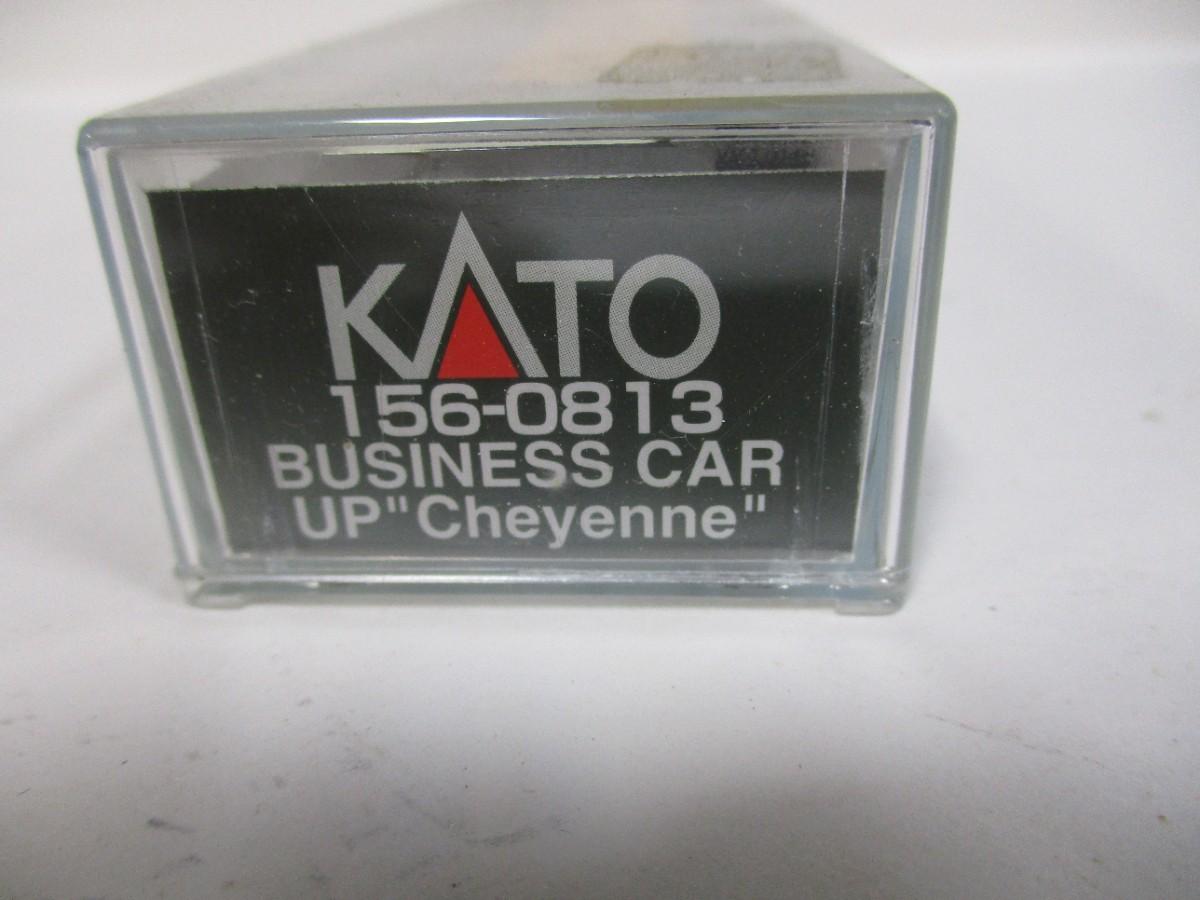 KATO
156-0813
BUSINESS CAR
UP"Cheyenne"